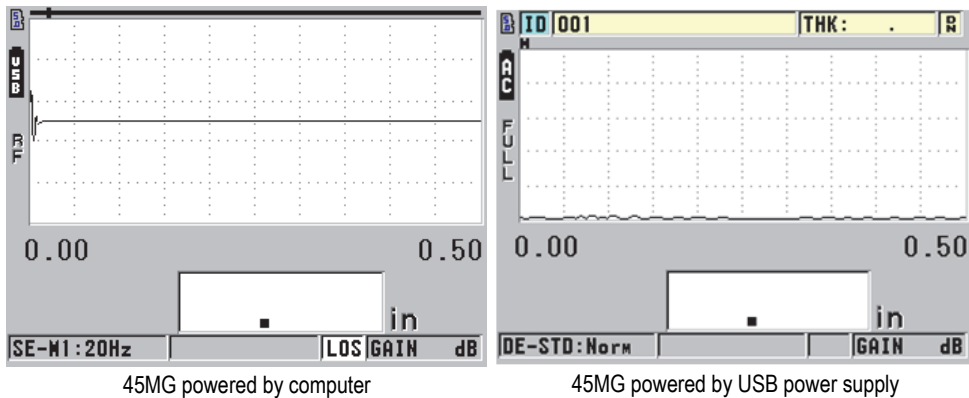 USB
RF
0.00 0.50
in
SE-M1:20Hz LOS GAIN dB
45MG powered by computer
ID 001 THK: .
M
AC
FULL
0.00 0.50
in
DE-STD:Norm GAIN dB
45MG powered by USB power supply